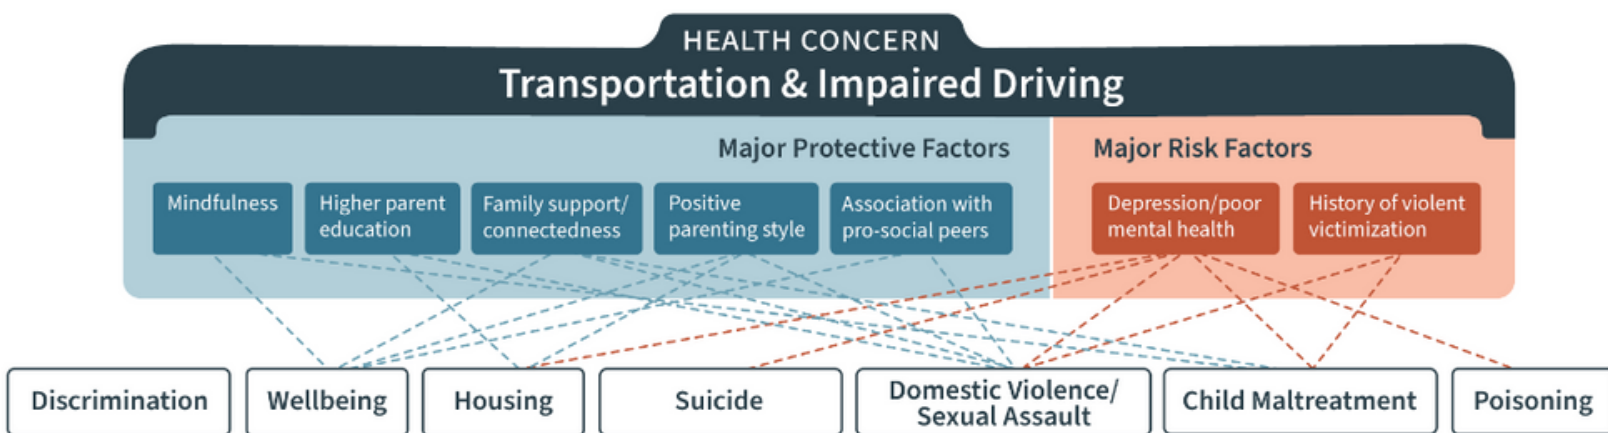 HEALTH CONCERN
Transportation & Impaired Driving
Major Protective Factors
Major Risk Factors
Mindfulness
Higher parent
education
Family support/
connectedness
Positive
parenting style
Association with
pro-social peers
Depression/poor
mental health
History of violent
victimization
Discrimination
Wellbeing
Housing
Suicide
Domestic Violence/
Sexual Assault
Child Maltreatment
Poisoning